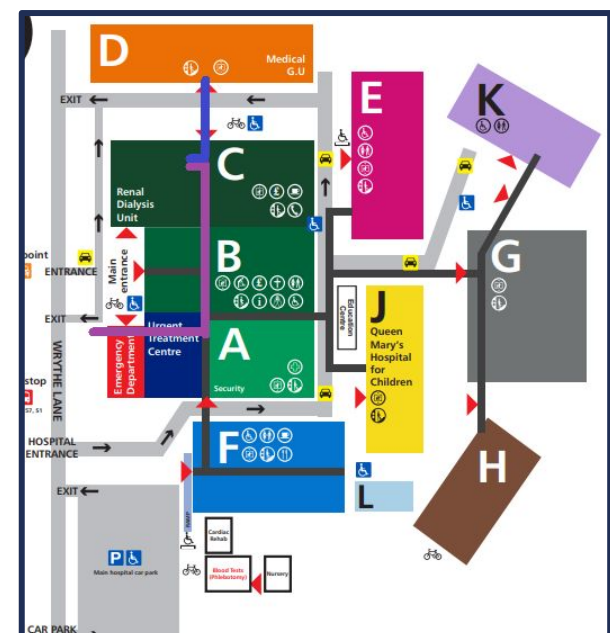 D
Medical
G.U
EXIT
E
K
C
Renal
Dialysis
Unit
Main
entrance
B
G
ENTRANCE
Education
Centre
J
Queen
Mary's
Hospital
for
Children
EXIT
Urgent
Treatment
Centre
A
Security
Emergency
Department
WRYTHE LANE
stop
S7, S1
HOSPITAL
ENTRANCE
F
H
L
EXIT
Cardiac
Rehab
P
Main hospital car park
Blood Tests
(Phlebotomy)
Nursery
CAR PARK